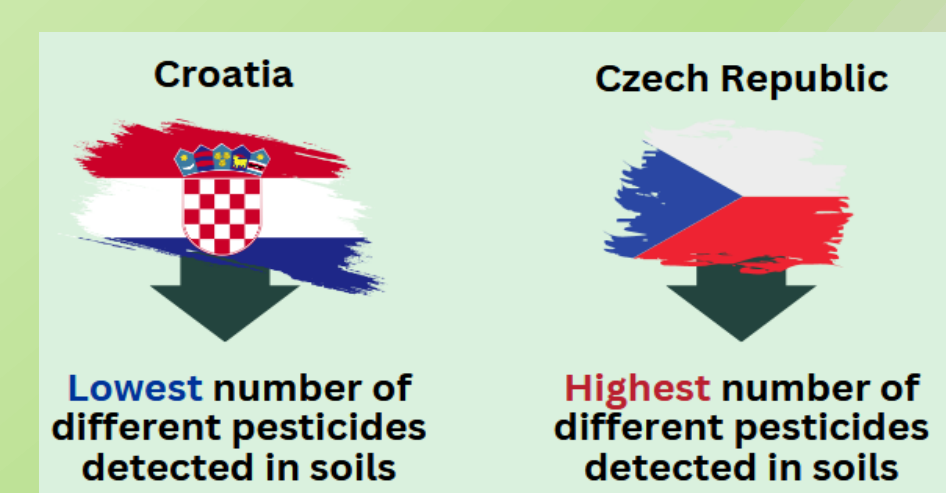 Croatia
Lowest number of
different pesticides
detected in soils
Czech Republic
Highest number of
different pesticides
detected in soils